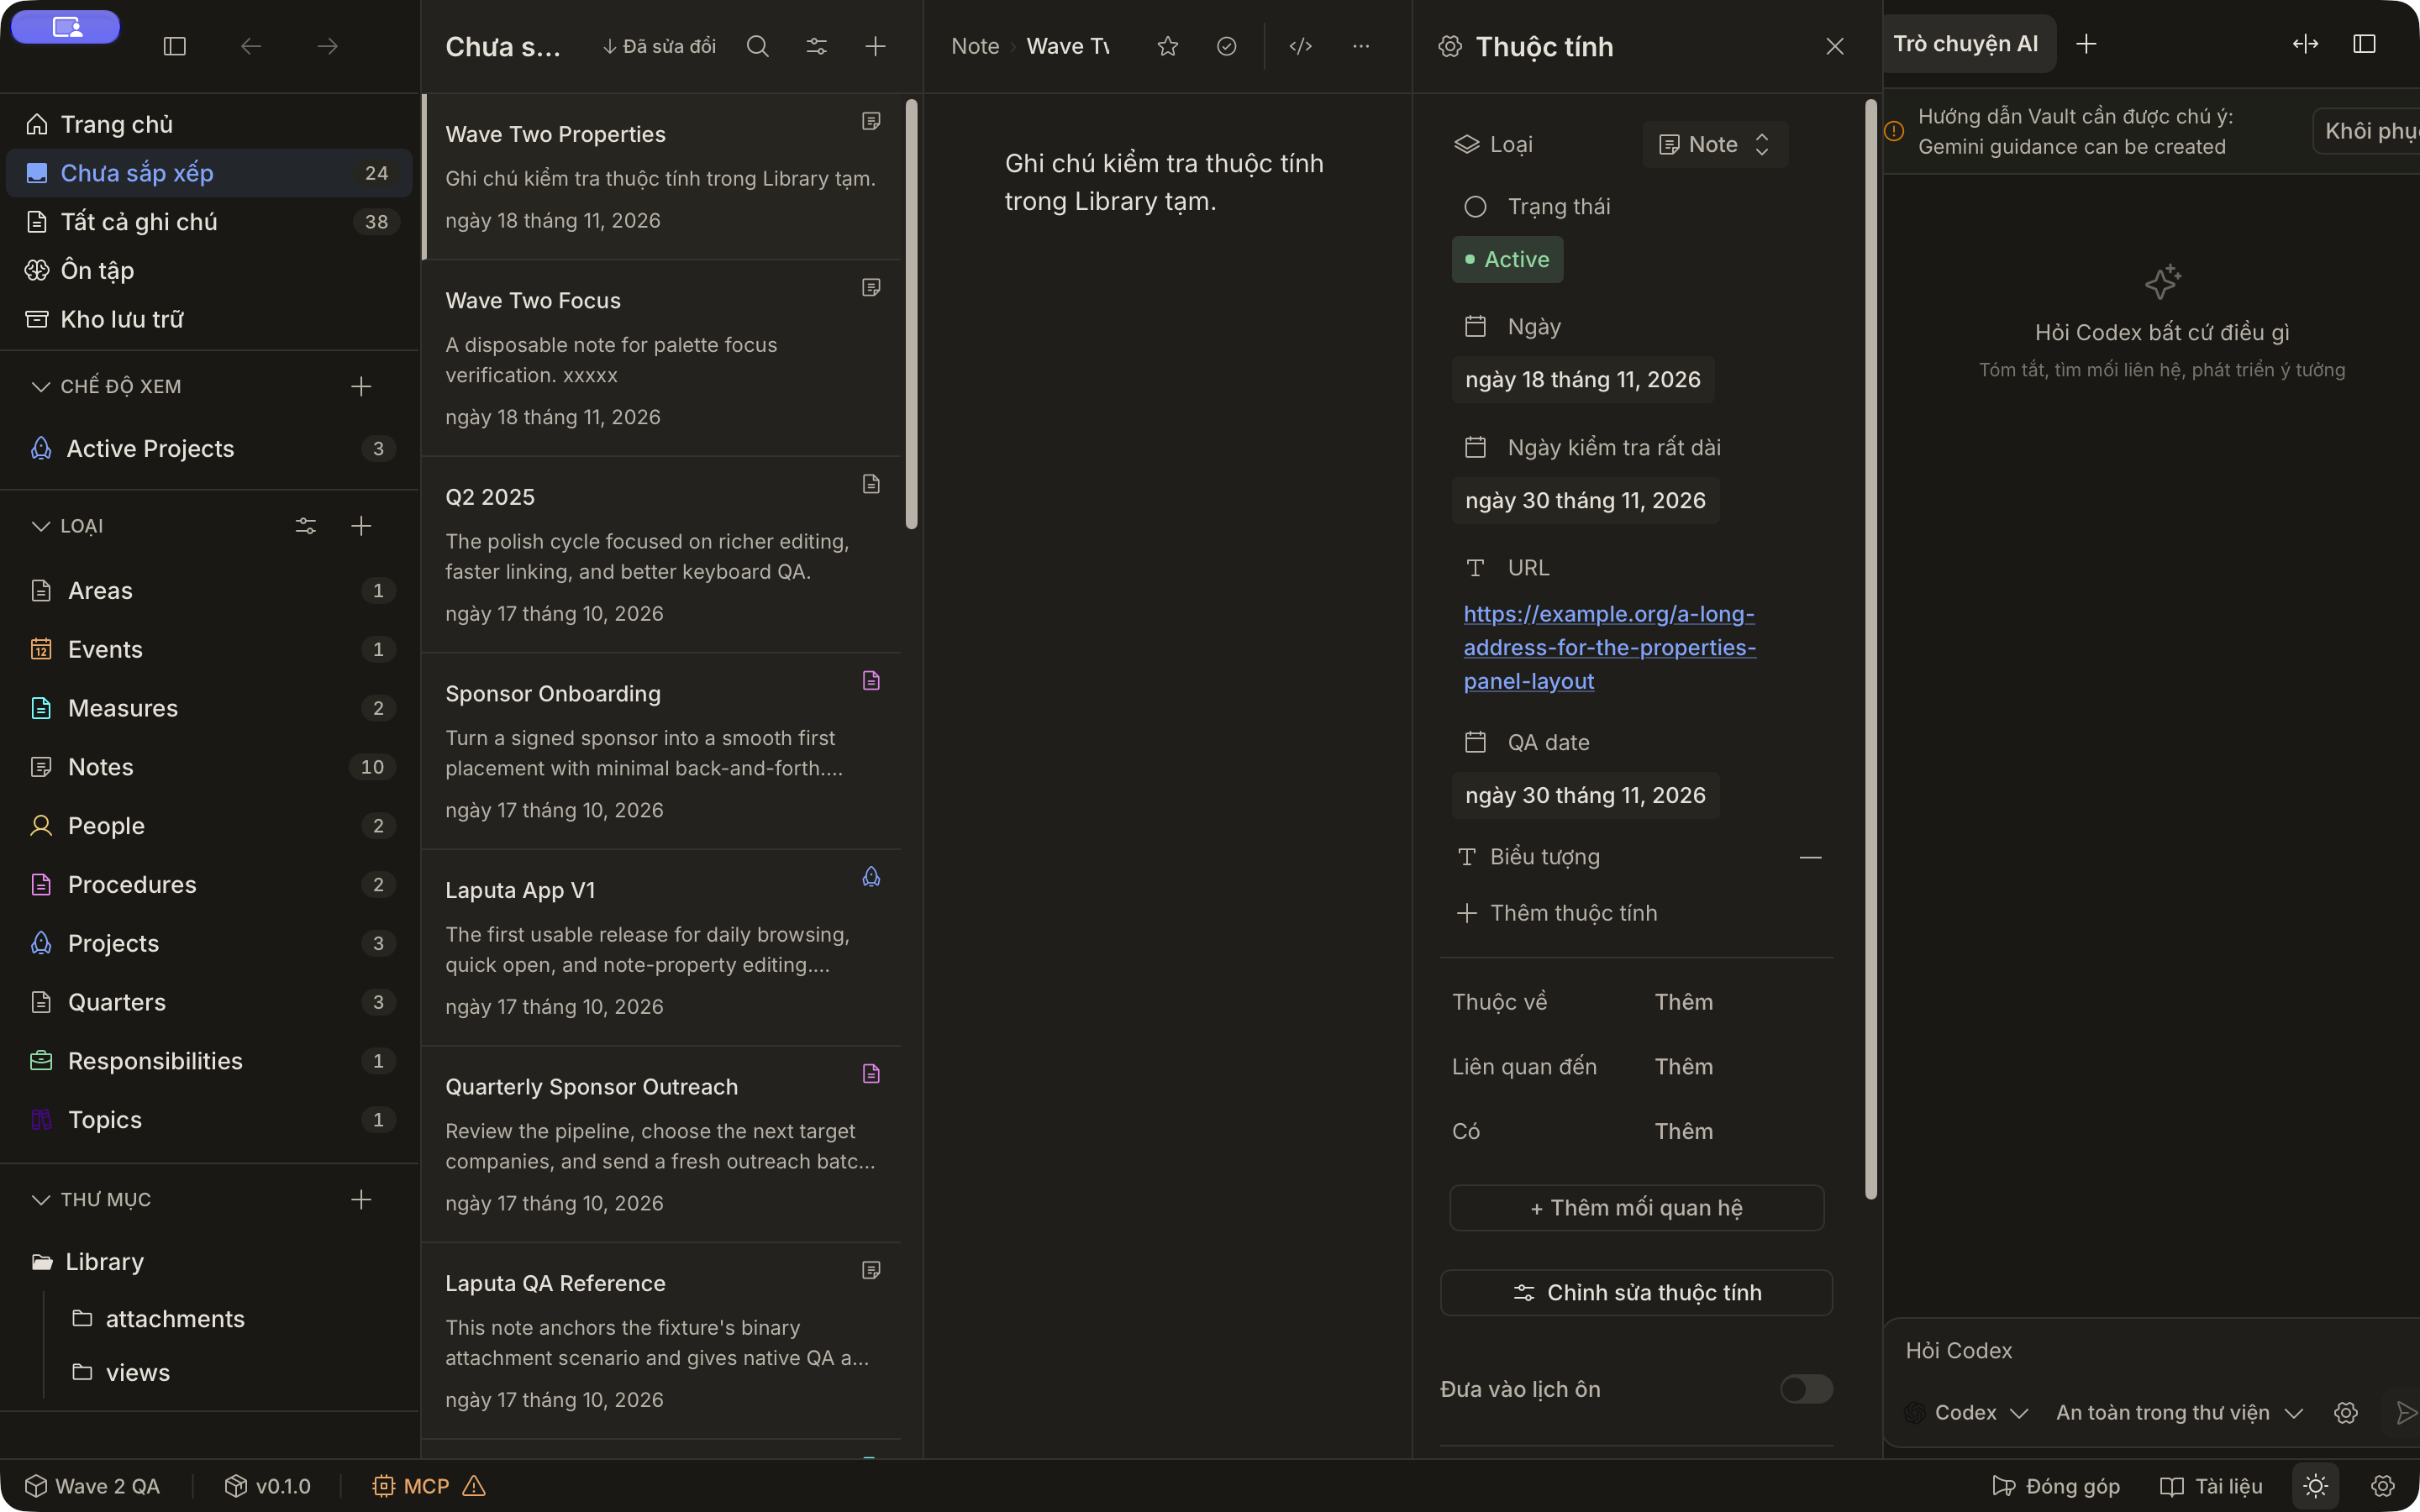 Trang chủ
Chưa sắp xếp 24
Tất cả ghi chú 38
Ôn tập
Kho lưu trữ
CHẾ ĐỘ XEM
Active Projects 3
LOẠI
Areas 1
12
Events 1
Measures 2
Notes 10
People 2
Procedures 2
Projects 3
Quarters 3
Responsibilities 1
Topics 1
THƯ MỤC
Library
attachments
views
Chưa s... Đã sửa đổi
Wave Two Properties
Ghi chú kiểm tra thuộc tính trong Library tạm.
ngày 18 tháng 11, 2026
Wave Two Focus
A disposable note for palette focus
verification. xxxxx
ngày 18 tháng 11, 2026
Q2 2025
The polish cycle focused on richer editing,
faster linking, and better keyboard QA.
ngày 17 tháng 10, 2026
Sponsor Onboarding
Turn a signed sponsor into a smooth first
placement with minimal back-and-forth....
ngày 17 tháng 10, 2026
Laputa App V1
The first usable release for daily browsing,
quick open, and note-property editing....
ngày 17 tháng 10, 2026
Quarterly Sponsor Outreach
Review the pipeline, choose the next target
companies, and send a fresh outreach batc...
ngày 17 tháng 10, 2026
Laputa QA Reference
This note anchors the fixture's binary
attachment scenario and gives native QA a...
ngày 17 tháng 10, 2026
Note › Wave
Ghi chú kiểm tra thuộc tính
trong Library tạm.
Thuộc tính
Loại Note
Trạng thái
Active
Ngày
ngày 18 tháng 11, 2026
Ngày kiểm tra rất dài
ngày 30 tháng 11, 2026
URL
https://example.org/a-long-
address-for-the-properties-
panel-layout
QA date
ngày 30 tháng 11, 2026
Biểu tượng —
Thêm thuộc tính
Thuộc về Thêm
Liên quan đến Thêm
Có Thêm
+ Thêm mối quan hệ
Chỉnh sửa thuộc tính
Đưa vào lịch ôn
Trò chuyện AI
Hướng dẫn Vault cần được chú ý:
Gemini guidance can be created
Khôi
Hỏi Codex bất cứ điều gì
Tóm tắt, tìm mối liên hệ, phát triển ý tưởng
Hỏi Codex
Codex An toàn trong thư viện
Wave 2 QA v0.1.0 MCP
Đóng góp Tài liệu